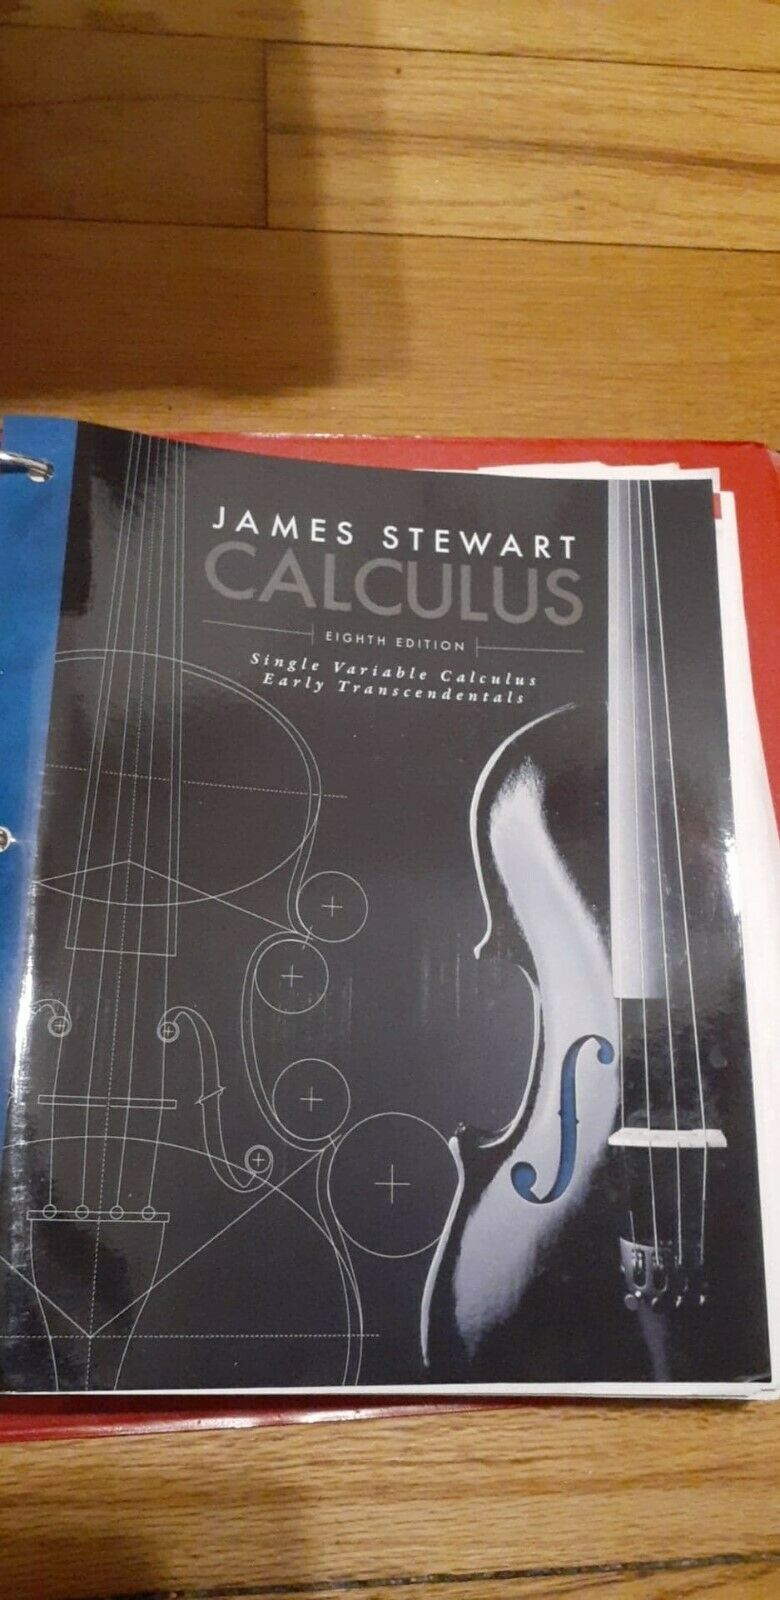 JAMES STEWART
CALCULUS
EIGHTH EDITION
Single Variable Calculus
Early Transcendentals